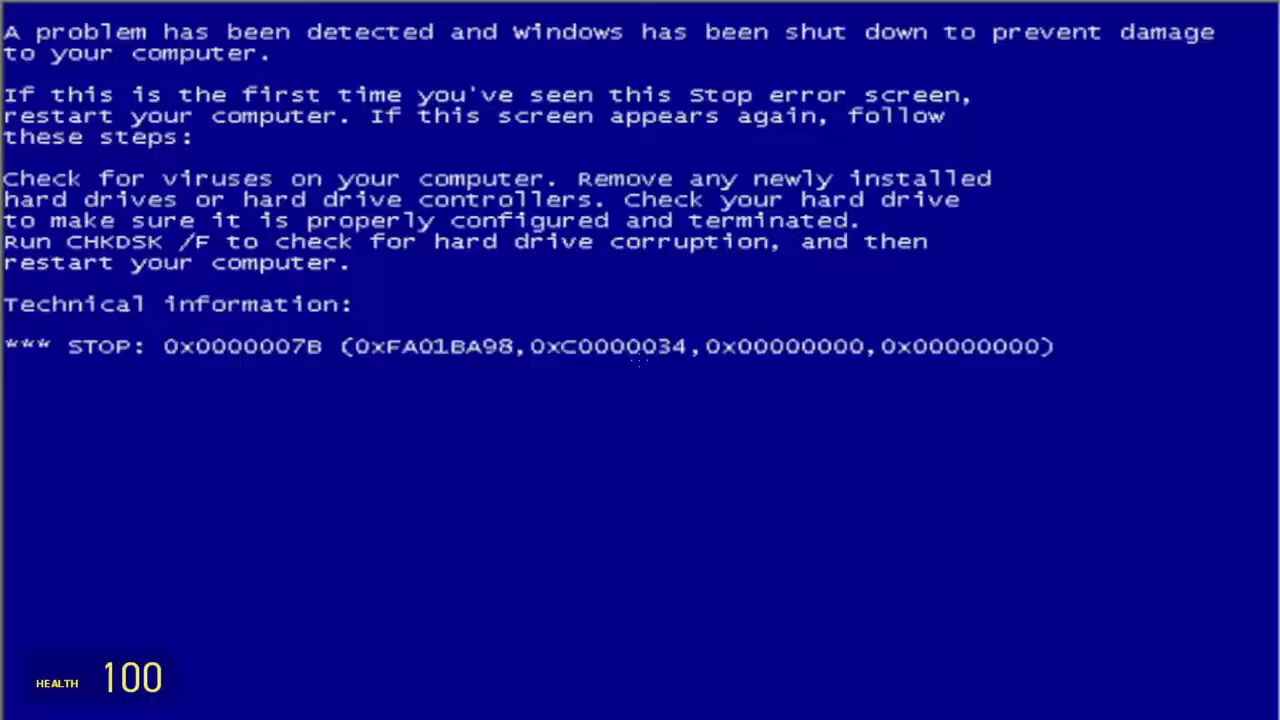 A problem has been detected and Windows has been shut down to prevent damage
to your computer.
If this is the first time you've seen this Stop error screen,
restart your computer. If this screen appears again, follow
these steps:
Check for viruses on your computer. Remove any newly installed
hard drives or hard drive controllers. Check your hard drive
to make sure it is properly configured and terminated.
Run CHKDSK /F to check for hard drive corruption, and then
restart your computer.
Technical information:
*** STOP: 0x0000007B (0xFA01BA98,0xC0000034,0x00000000,0x00000000)
HEALTH 100